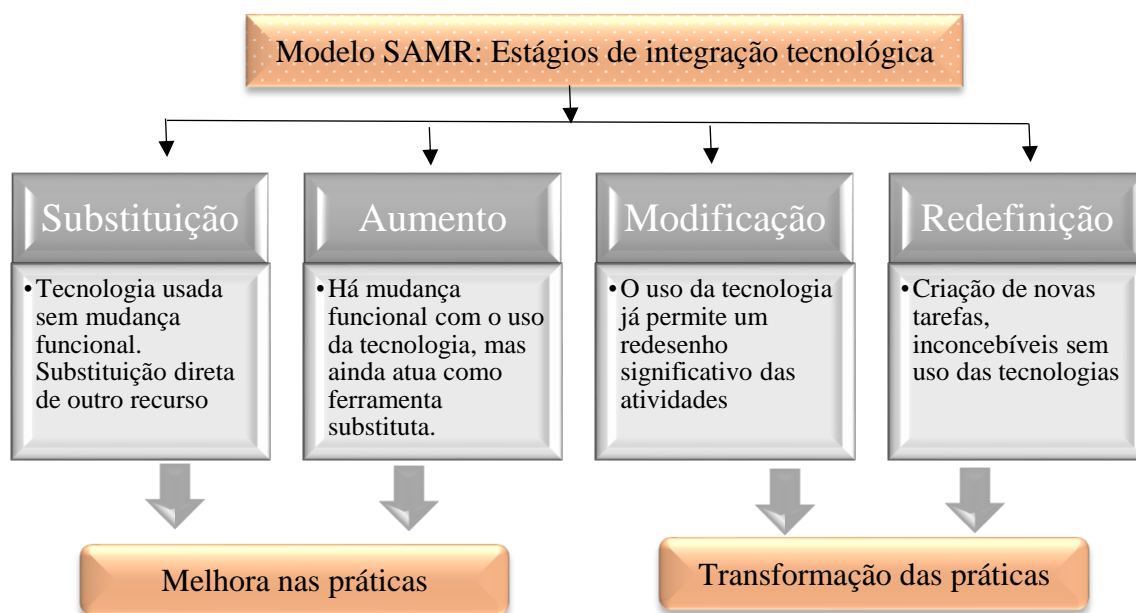 Modelo SAMR: Estágios de integração tecnológica
Substituição
•Tecnologia usada
sem mudança
funcional.
Substituição direta
de outro recurso
Aumento
•Há mudança
funcional com o uso
da tecnologia, mas
ainda atua como
ferramenta
substituta.
Modificação
•O uso da tecnologia
já permite um
redesenho
significativo das
atividades
Redefinição
•Criação de novas
tarefas,
inconcebíveis sem
uso das tecnologias
Melhora nas práticas
Transformação das práticas